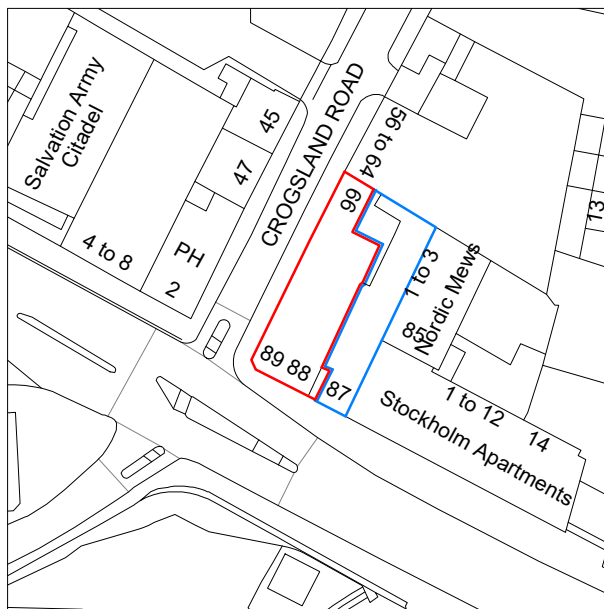 Salvation Army
Citadel
4 to 8
PH
2
45
47
CROGSLAND ROAD
56 to 64
66
89 88
87
1 to 3
85
Nordic Mews
1 to 12
14
Stockholm Apartments
13